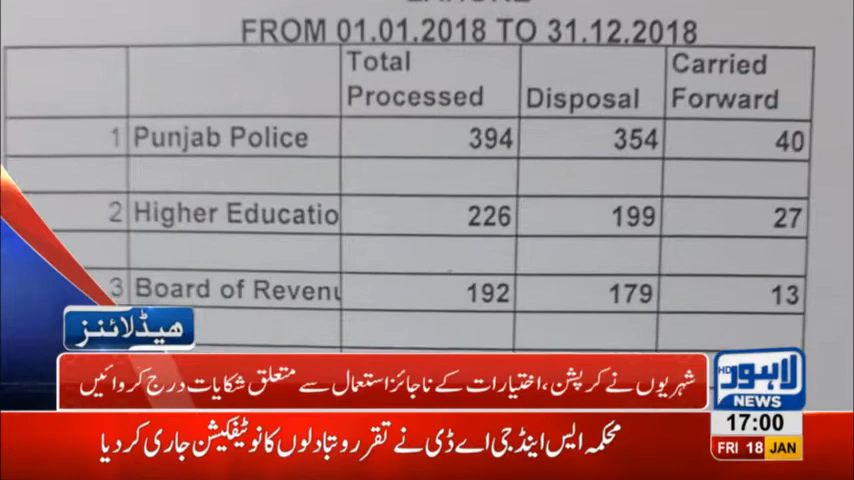 FROM 01.01.2018 TO 31.12.2018
Total Processed Disposal Carried Forward
1 Punjab Police 394 354 40
2 Higher Educatio 226 199 27
3 Board of Revenu 192 179 13
ھیڈلائنز
شہریوں نے کرپشن، اختیارات کے ناجائز استعمال سے متعلق شکایات درج کروائیں
محکمہ ایس اینڈ جی اے ڈی نے تقرر و تبادلوں کا نوٹیفکیشن جاری کر دیا
لاہور HD
NEWS
17:00
FRI 18 JAN